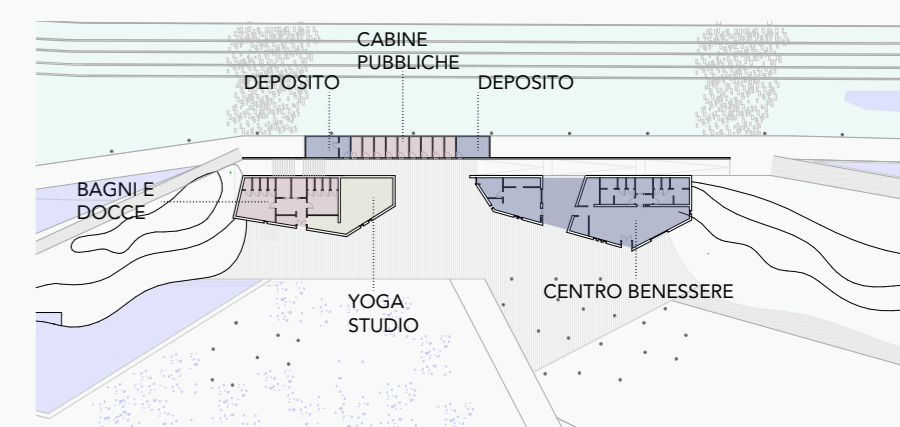 CABINE
PUBBLICHE
DEPOSITO
DEPOSITO
BAGNI E
DOCCE
CENTRO BENESSERE
YOGA
STUDIO